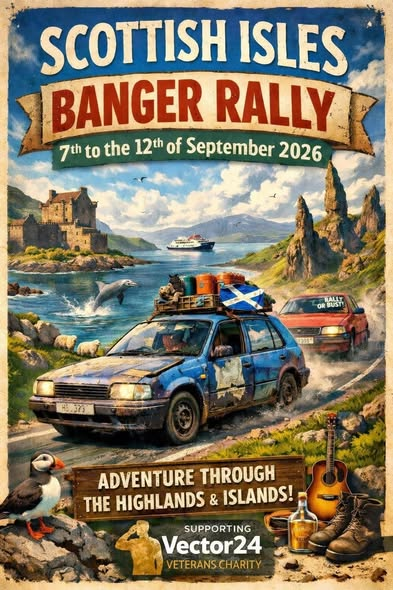 SCOTTISH ISLES
BANGER RALLY
7th to the 12th of September 2026
RALLY
OR BUST!
ADVENTURE THROUGH
THE HIGHLANDS & ISLANDS!
SUPPORTING
Vector24
VETERANS CHARITY